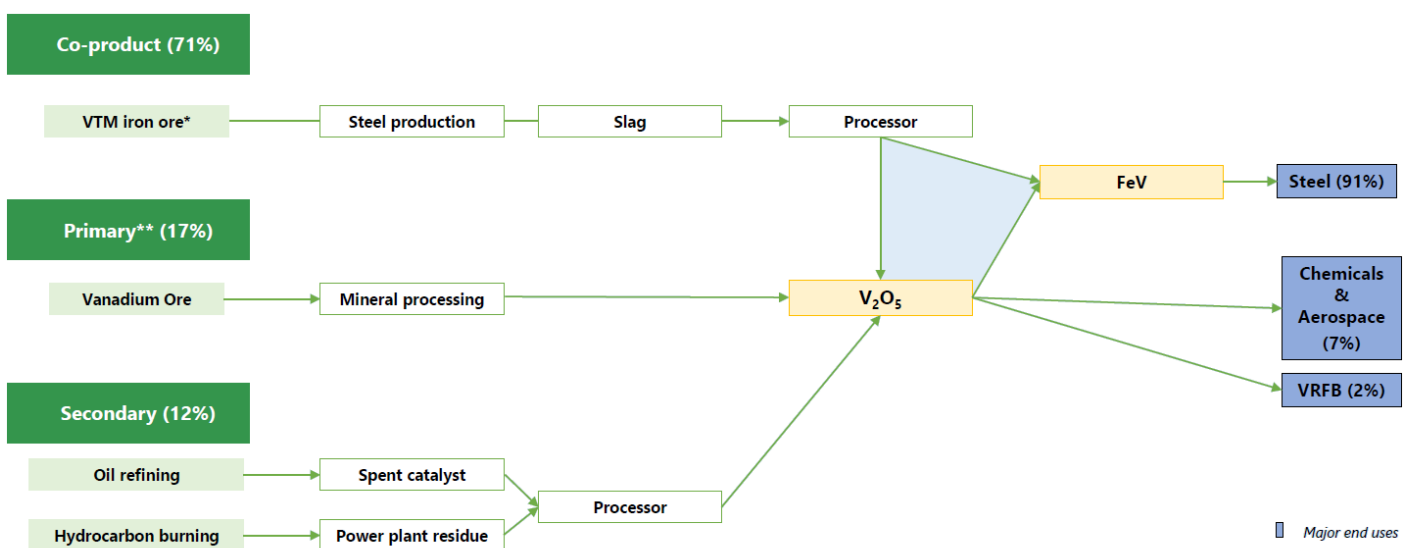 Co-product (71%)
VTM iron ore*
Steel production
Slag
Processor
FeV
Steel (91%)
Primary** (17%)
Vanadium Ore
Mineral processing
V₂O₅
Chemicals
&
Aerospace
(7%)
VRFB (2%)
Secondary (12%)
Oil refining
Spent catalyst
Processor
Hydrocarbon burning
Power plant residue
Major end uses